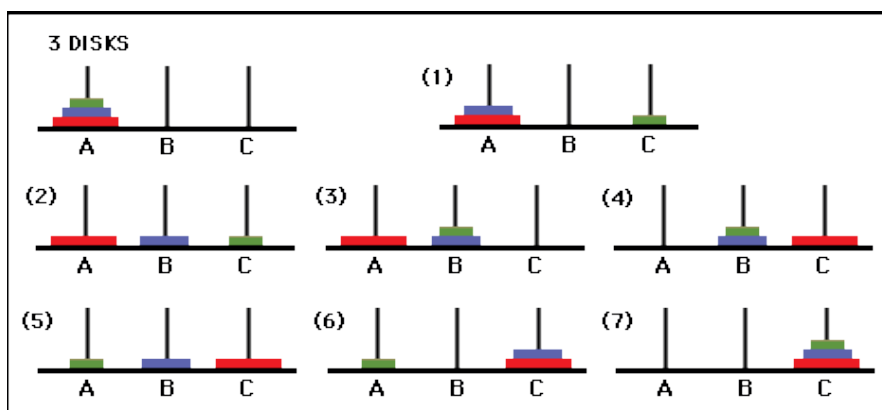 3 DISKS
A B C
(1)
A B C
(2)
A B C
(3)
A B C
(4)
A B C
(5)
A B C
(6)
A B C
(7)
A B C